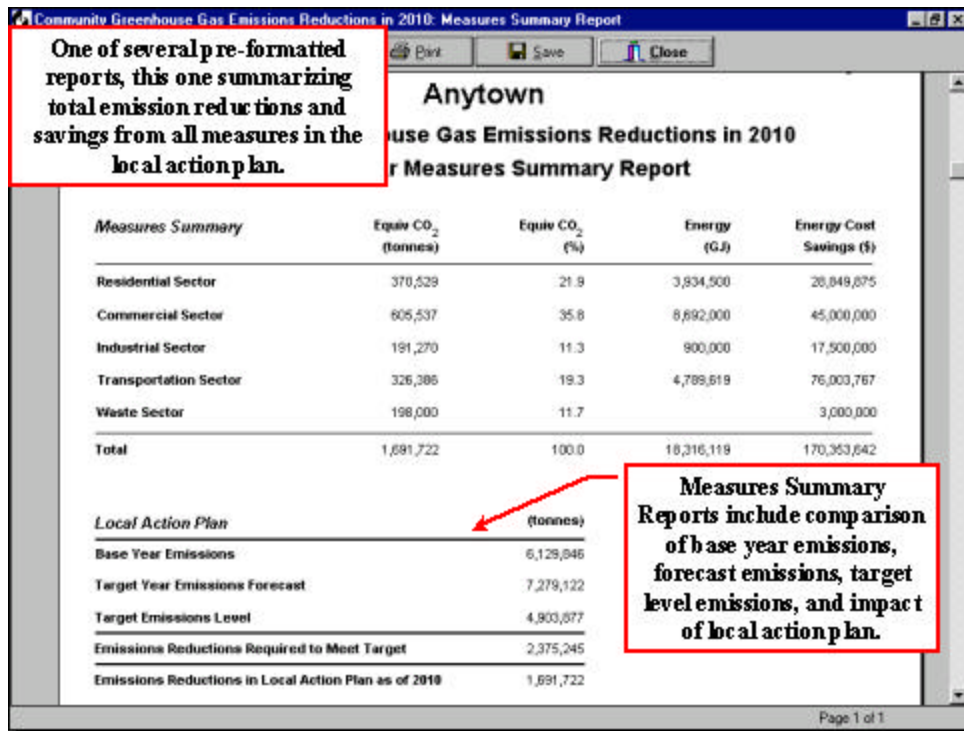 Community Greenhouse Gas Emissions Reductions in 2010: Measures Summary Report
Print Save Close
One of several pre-formatted
reports, this one summarizing
total emission reductions and
savings from all measures in the
local action plan.
Anytown
ouse Gas Emissions Reductions in 2010
r Measures Summary Report
Measures Summary Equiv CO2 Equiv CO2 Energy Energy Cost
(tonnes) (%) (GJ) Savings ($)
Residential Sector 370,529 21.9 3,934,500 28,849,875
Commercial Sector 605,537 35.8 8,692,000 45,000,000
Industrial Sector 191,270 11.3 900,000 17,500,000
Transportation Sector 326,386 19.3 4,789,619 76,003,767
Waste Sector 198,000 11.7 3,000,000
Total 1,691,722 100.0 18,316,119 170,353,642
Measures Summary
Reports include comparison
of base year emissions,
forecast emissions, target
level emissions, and impact
of local action plan.
Local Action Plan (tonnes)
Base Year Emissions 6,129,846
Target Year Emissions Forecast 7,279,122
Target Emissions Level 4,903,877
Emissions Reductions Required to Meet Target 2,375,245
Emissions Reductions in Local Action Plan as of 2010 1,691,722
Page 1 of 1